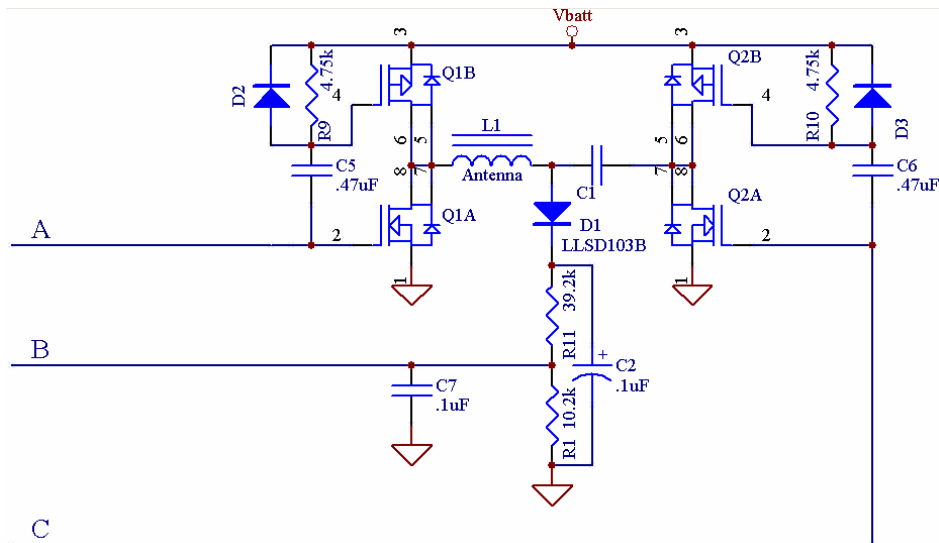 Vbatt
3
3
D2
4.75k
4
R9
Q1B
Q2B
4
4.75k
R10
D3
6
5
L1
5
6
8
7
Antenna
7
8
C5
.47uF
C1
C6
.47uF
A
2
Q1A
D1
LLSD103B
Q2A
2
1
1
39.2k
R11
B
+
C2
.1uF
C7
.1uF
10.2k
R1
C